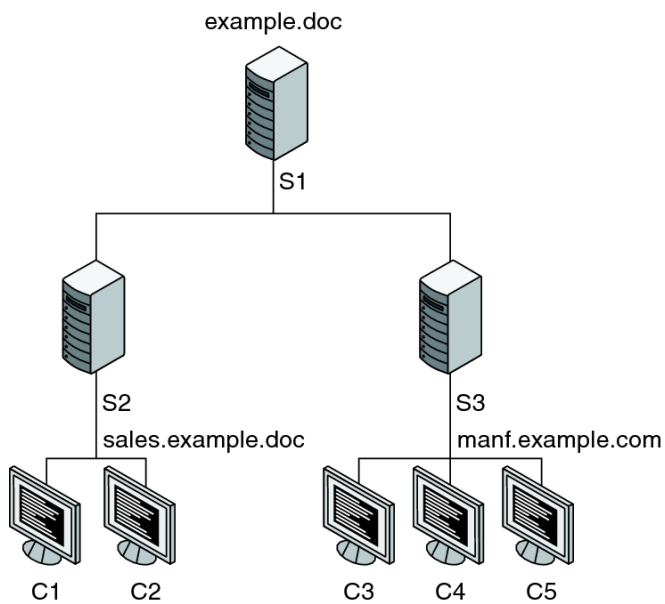 example.doc
S1
S2
S3
sales.example.doc
manf.example.com
C1
C2
C3
C4
C5